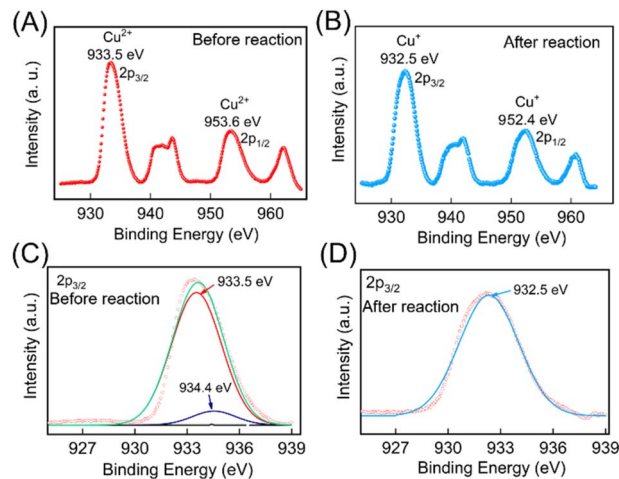 (A)
Cu2+
933.5 eV
2p3/2
Before reaction
Cu2+
953.6 eV
2p1/2
Intensity (a. u.)
930 940 950 960
Binding Energy (eV)
(B)
Cu+
932.5 eV
2p3/2
After reaction
Cu+
952.4 eV
2p1/2
Intensity (a. u.)
930 940 950 960
Binding Energy (eV)
(C)
2p3/2
Before reaction
933.5 eV
934.4 eV
Intensity (a.u.)
927 930 933 936 939
Binding Energy (eV)
(D)
2p3/2
After reaction
932.5 eV
Intensity (a.u.)
927 930 933 936 939
Binding Energy (eV)